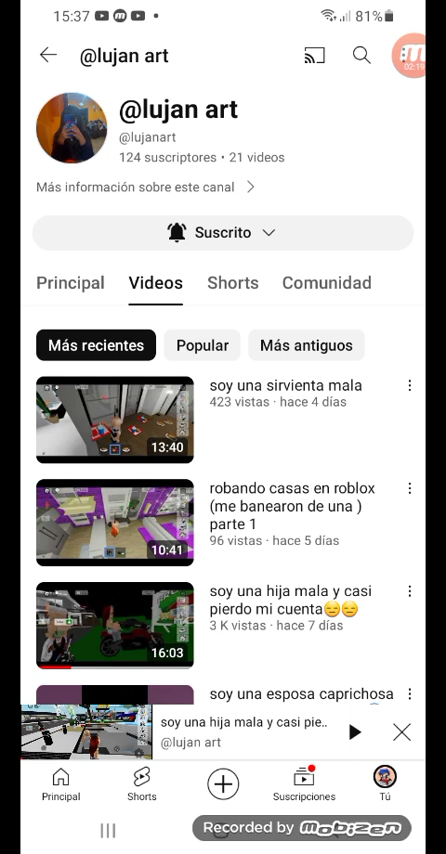 15:37 81%
@lujan art
02:19
@lujan art
@lujanart
124 suscriptores • 21 videos
Más información sobre este canal
Suscrito
Principal Videos Shorts Comunidad
Más recientes Popular Más antiguos
soy una sirvienta mala
423 vistas · hace 4 días
13:40
robando casas en roblox
(me banearon de una )
parte 1
96 vistas · hace 5 días
10:41
soy una hija mala y casi
pierdo mi cuenta😑😑
3 K vistas · hace 7 días
16:03
soy una esposa caprichosa
soy una hija mala y casi pie..
@lujan art
Principal Shorts Suscripciones Tú
Recorded by mobizen